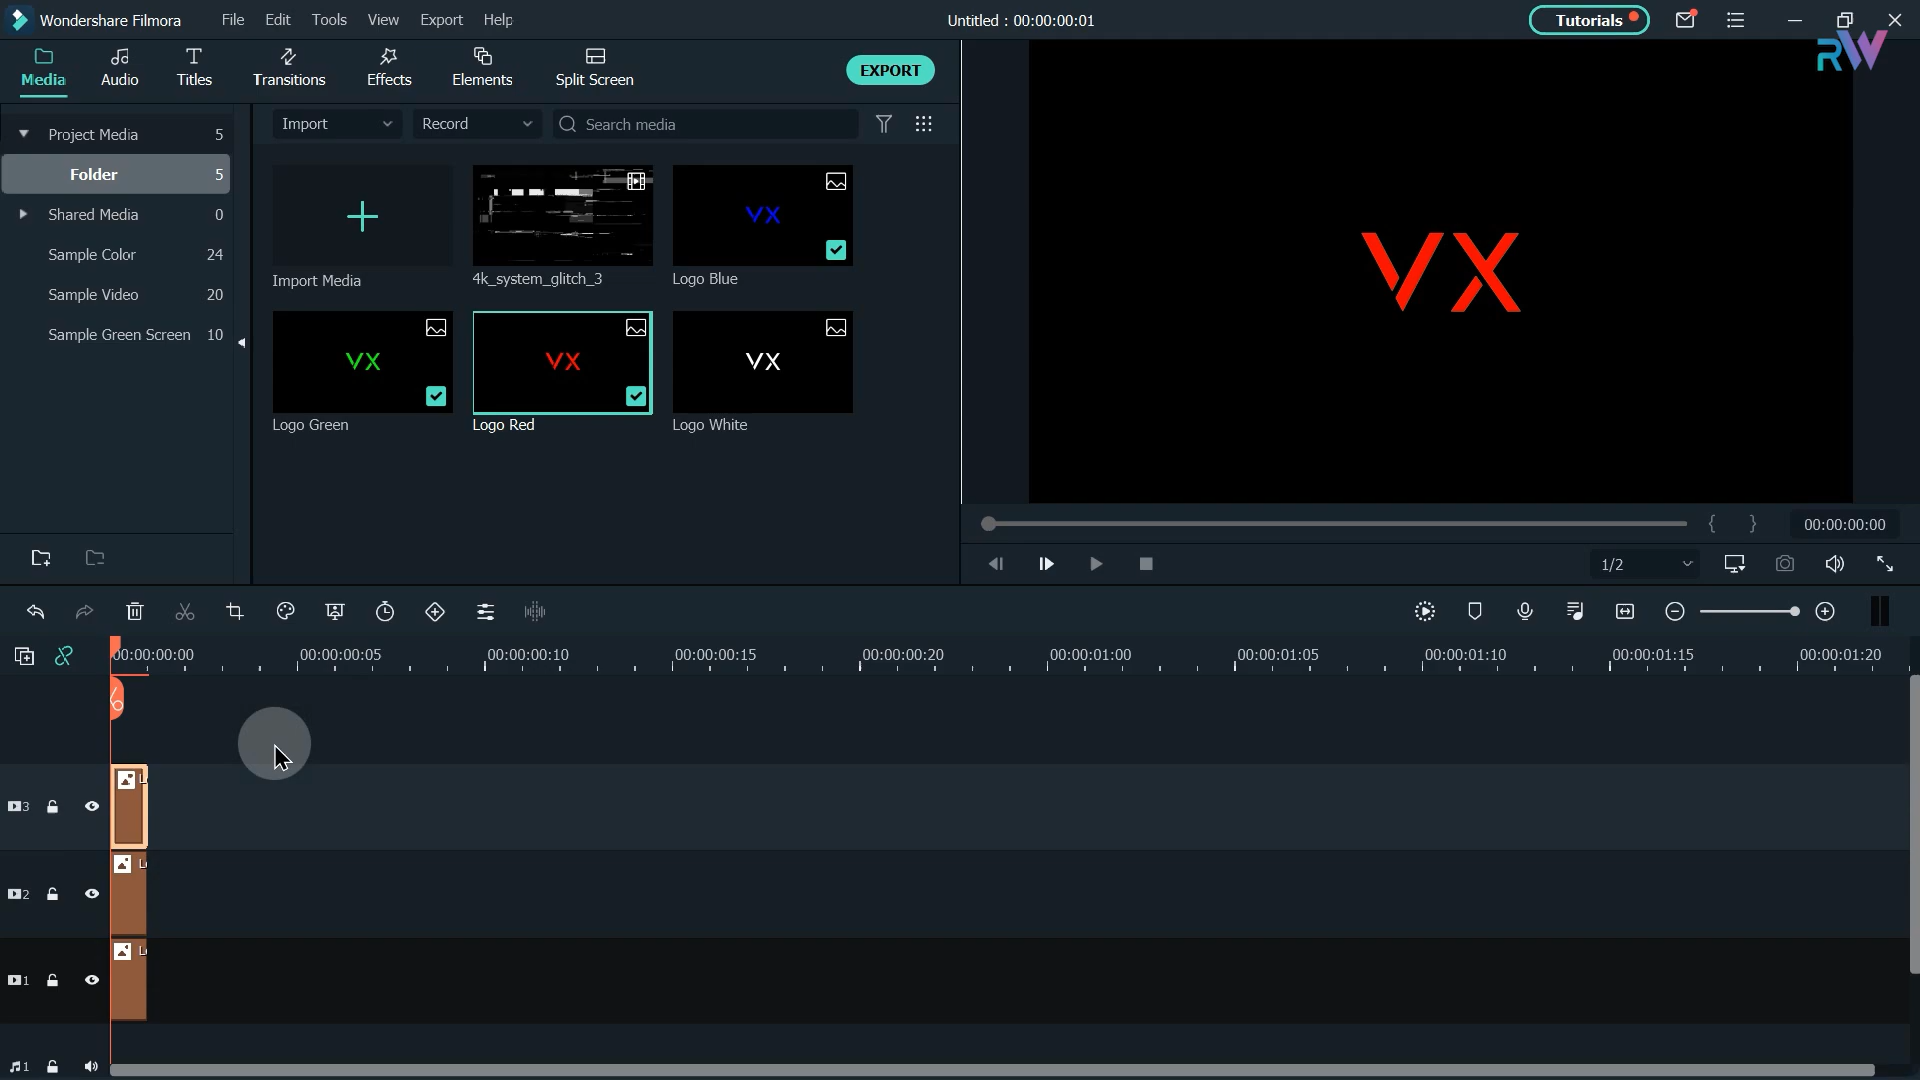 Wondershare Filmora File Edit Tools View Export Help Untitled : 00:00:00:01 Tutorials
RW
Media Audio Titles Transitions Effects Elements Split Screen EXPORT
Project Media 5
Folder 5
Shared Media 0
Sample Color 24
Sample Video 20
Sample Green Screen 10
Import Record Search media
VX
Import Media 4k_system_glitch_3 Logo Blue
VX VX VX
Logo Green Logo Red Logo White
VX
{ } 00:00:00:00
1/2
00:00:00:00 00:00:00:05 00:00:00:10 00:00:00:15 00:00:00:20 00:00:01:00 00:00:01:05 00:00:01:10 00:00:01:15 00:00:01:20
3
2
1
1